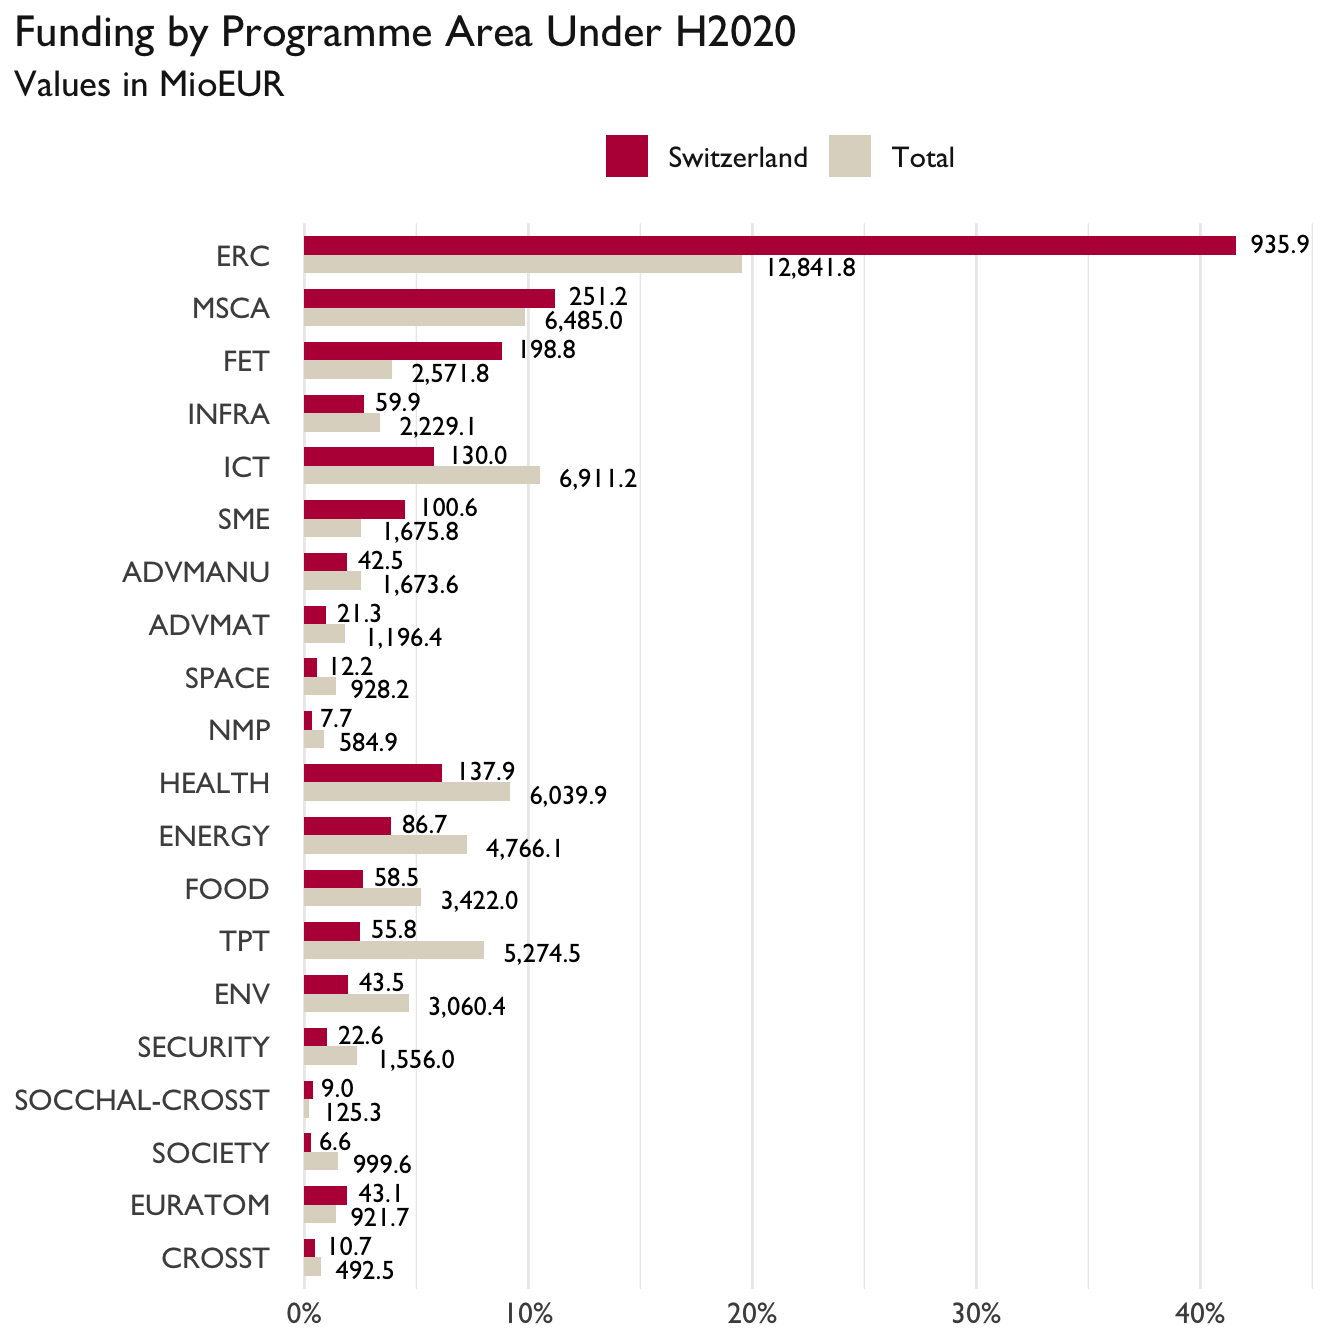 Funding by Programme Area Under H2020
Values in MioEUR
Switzerland Total
ERC 935.9
12,841.8
MSCA 251.2
6,485.0
FET 198.8
2,571.8
INFRA 59.9
2,229.1
ICT 130.0
6,911.2
SME 100.6
1,675.8
ADVMANU 42.5
1,673.6
ADVMAT 21.3
1,196.4
SPACE 12.2
928.2
NMP 7.7
584.9
HEALTH 137.9
6,039.9
ENERGY 86.7
4,766.1
FOOD 58.5
3,422.0
TPT 55.8
5,274.5
ENV 43.5
3,060.4
SECURITY 22.6
1,556.0
SOCCHAL-CROSST 9.0
125.3
SOCIETY 6.6
999.6
EURATOM 43.1
921.7
CROSST 10.7
492.5
0% 10% 20% 30% 40%